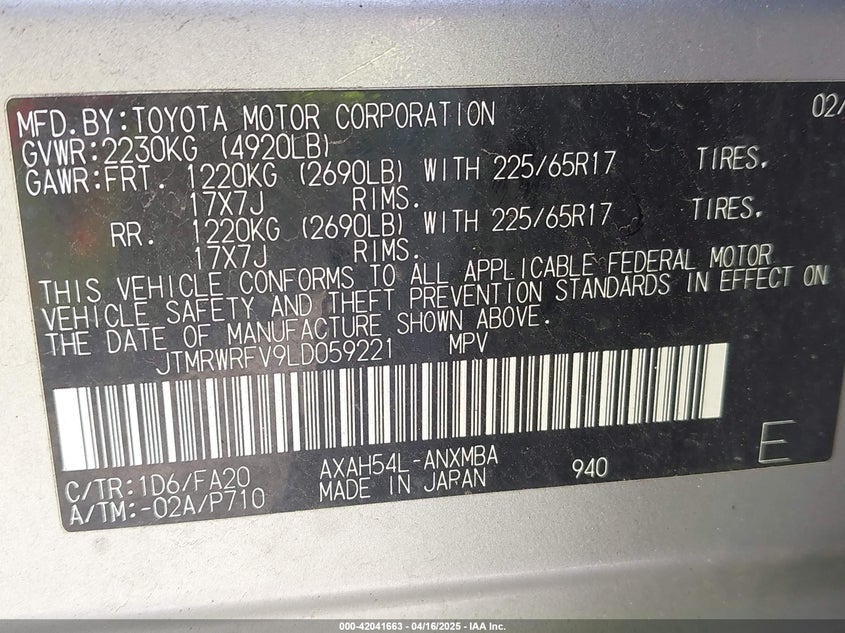 MFD.BY:TOYOTA MOTOR CORPORATION 02/
GVWR:2230KG (4920LB)
GAWR:FRT. 1220KG (2690LB) WITH 225/65R17 TIRES.
17X7J RIMS.
RR. 1220KG (2690LB) WITH 225/65R17 TIRES.
17X7J RIMS.
THIS VEHICLE CONFORMS TO ALL APPLICABLE FEDERAL MOTOR
VEHICLE SAFETY AND THEFT PREVENTION STANDARDS IN EFFECT ON
THE DATE OF MANUFACTURE SHOWN ABOVE.
JTMRWRFV9LD059221 MPV
C/TR:1D6/FA20 AXAH54L-ANXMBA 940 E
A/TM:-02A/P710 MADE IN JAPAN
000-42041663 - 04/16/2025 - IAA Inc.